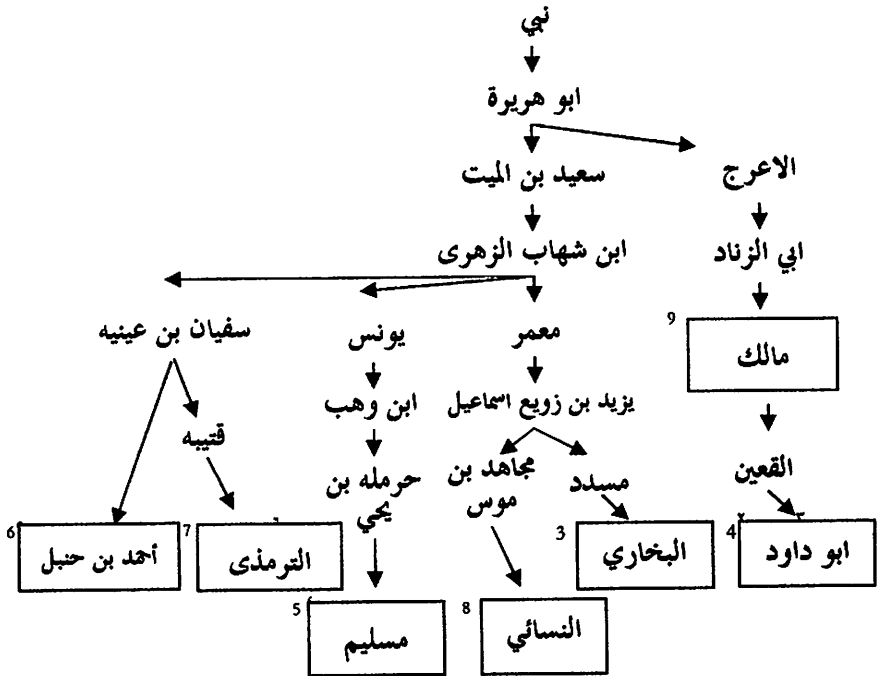 نبي
ابو هريرة
الاعرج
سعيد بن الميت
ابي الزناد
ابن شهاب الزهرى
9
مالك
معمر
يونس
سفيان بن عينيه
يزيد بن زويع اسماعيل
ابن وهب
قتيبه
القعين
مسدد
مجاهد بن
موس
حرمله بن
يحي
4
ابو داود
3
البخاري
7
الترمذى
6
أحمد بن حنبل
8
النسائي
5
مسليم